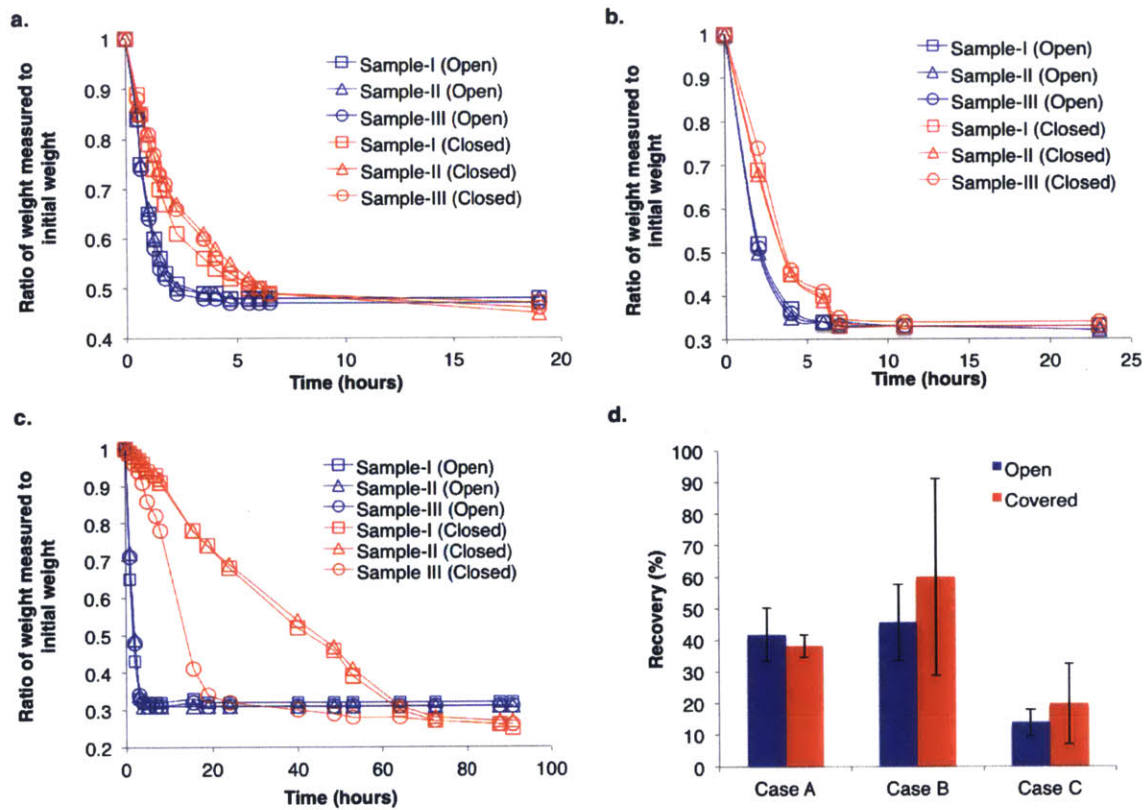 a.
Ratio of weight measured to
initial weight
1
0.9
0.8
0.7
0.6
0.5
0.4
0
5
10
15
20
Time (hours)
Sample-I (Open)
Sample-II (Open)
Sample-III (Open)
Sample-I (Closed)
Sample-II (Closed)
Sample-III (Closed)
b.
Ratio of weight measured to
initial weight
1
0.9
0.8
0.7
0.6
0.5
0.4
0.3
0
5
10
15
20
25
Time (hours)
Sample-I (Open)
Sample-II (Open)
Sample-III (Open)
Sample-I (Closed)
Sample-II (Closed)
Sample-III (Closed)
c.
Ratio of weight measured to
initial weight
1
0.9
0.8
0.7
0.6
0.5
0.4
0.3
0.2
0
20
40
60
80
100
Time (hours)
Sample-I (Open)
Sample-II (Open)
Sample-III (Open)
Sample-I (Closed)
Sample-II (Closed)
Sample III (Closed)
d.
Recovery (%)
100
90
80
70
60
50
40
30
20
10
0
Case A
Case B
Case C
Open
Covered